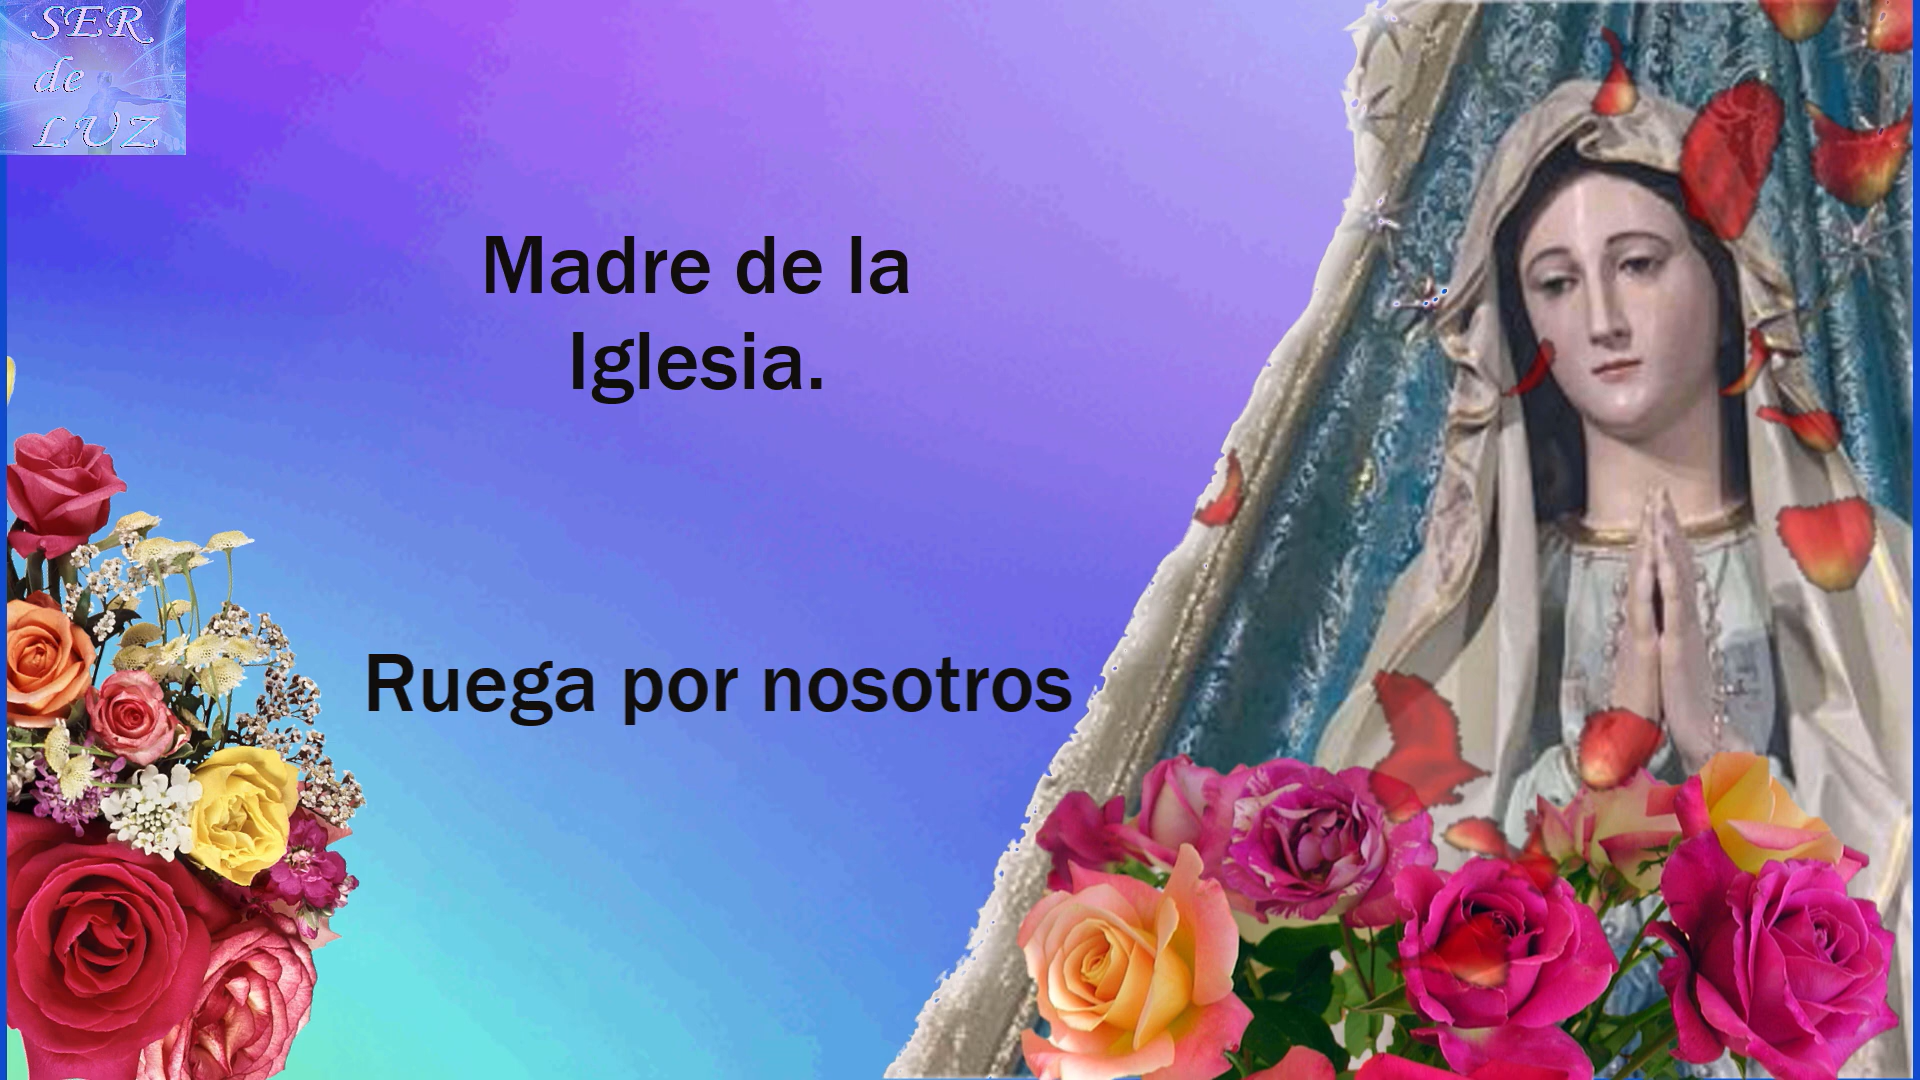 SER
de
LUZ
Madre de la
Iglesia.
Ruega por nosotros